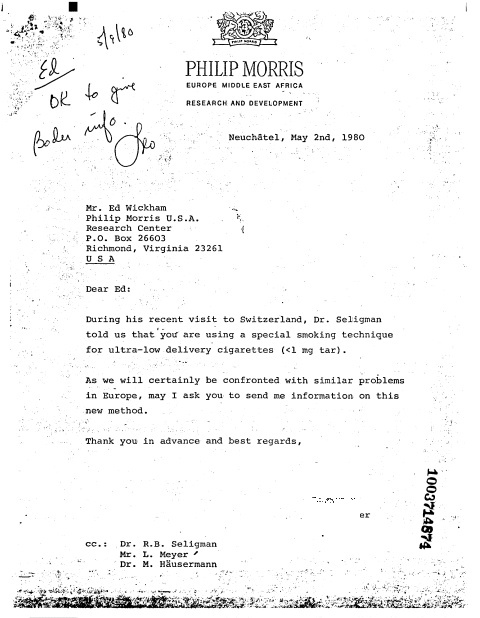 5/9/80
Ed
OK to give
Boder info.
Leo
PHILIP MORRIS
PHILIP MORRIS
EUROPE MIDDLE EAST AFRICA
RESEARCH AND DEVELOPMENT
Neuchâtel, May 2nd, 1980
Mr. Ed Wickham
Philip Morris U.S.A.
Research Center
P.O. Box 26603
Richmond, Virginia 23261
U S A
Dear Ed:
During his recent visit to Switzerland, Dr. Seligman
told us that you are using a special smoking technique
for ultra-low delivery cigarettes (<1 mg tar).
As we will certainly be confronted with similar problems
in Europe, may I ask you to send me information on this
new method.
Thank you in advance and best regards,
er
1003714874
cc.: Dr. R.B. Seligman
Mr. L. Meyer
Dr. M. Häusermann